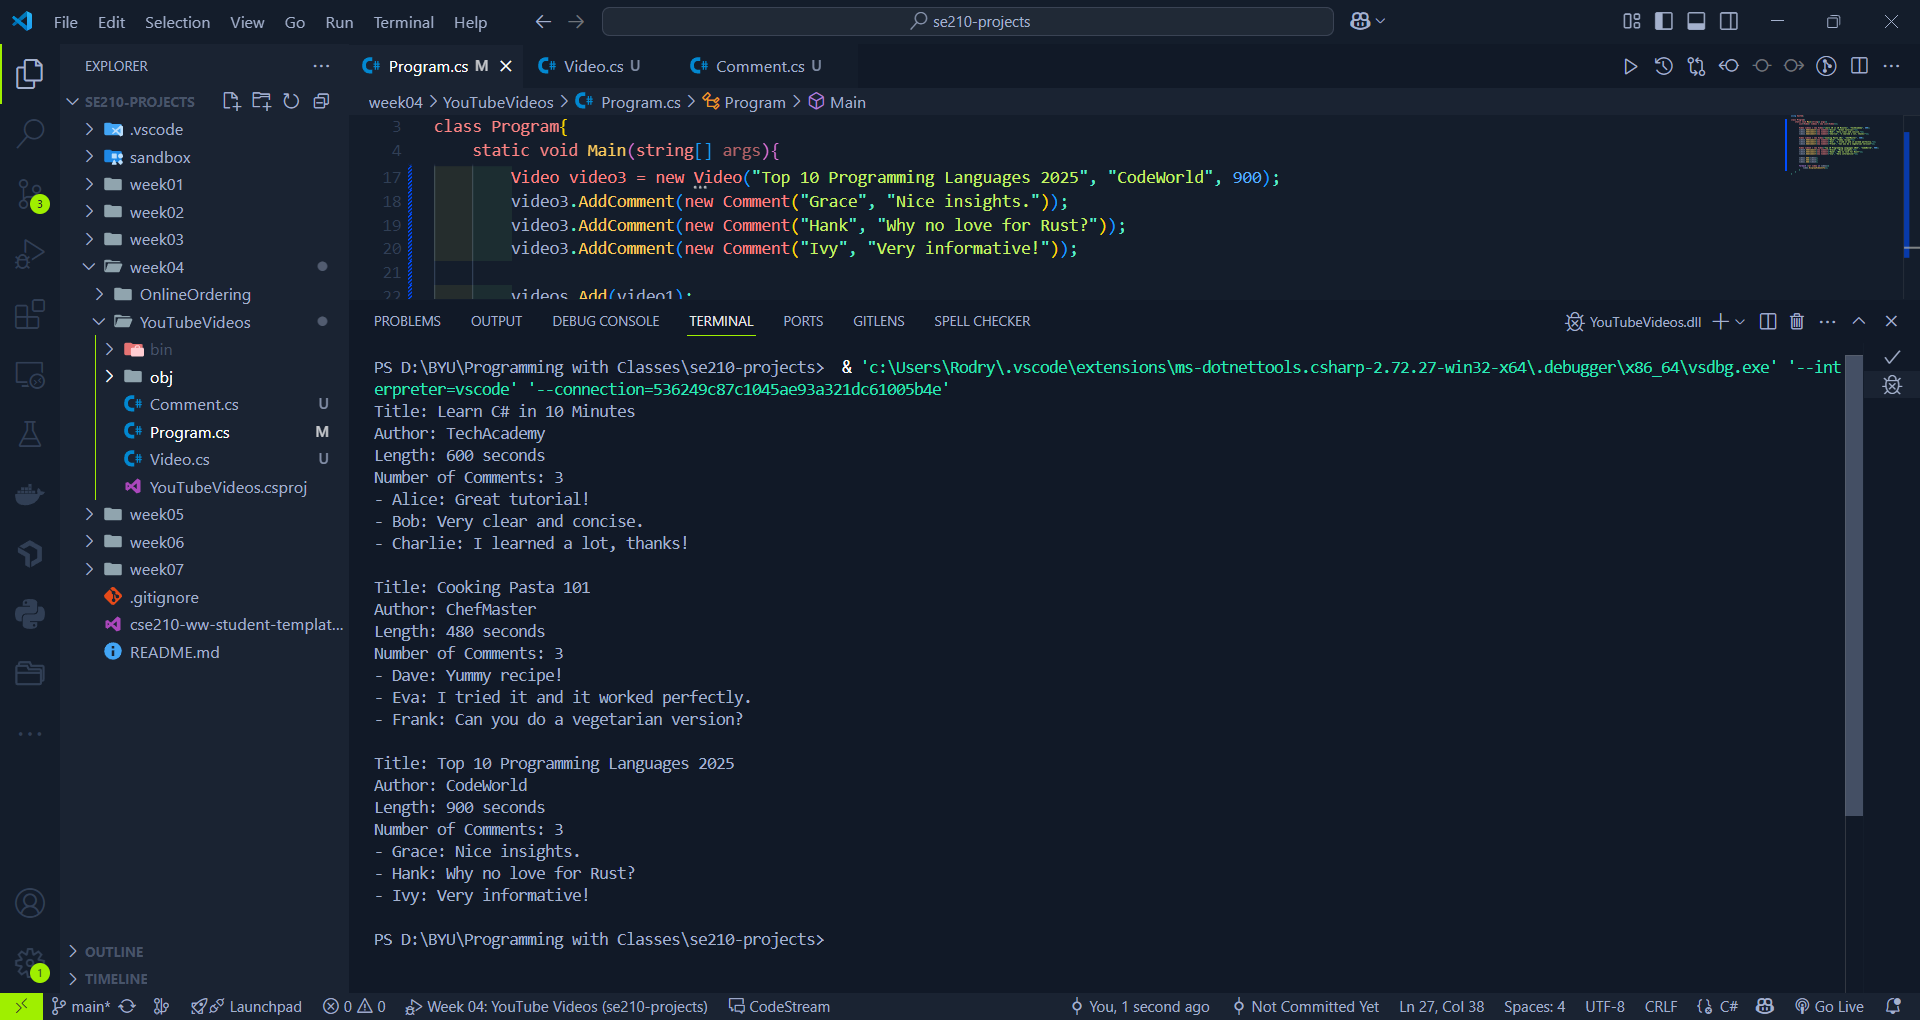 File Edit Selection View Go Run Terminal Help
se210-projects
EXPLORER
Program.cs M
Video.cs U
Comment.cs U
SE210-PROJECTS
week04 > YouTubeVideos > Program.cs > Program > Main
.vscode
sandbox
week01
week02
week03
week04
OnlineOrdering
YouTubeVideos
bin
obj
Comment.cs U
Program.cs M
Video.cs U
YouTubeVideos.csproj
week05
week06
week07
.gitignore
cse210-ww-student-templat...
README.md
OUTLINE
TIMELINE
3
1
3 class Program{
4 static void Main(string[] args){
17 Video video3 = new Video("Top 10 Programming Languages 2025", "CodeWorld", 900);
18 video3.AddComment(new Comment("Grace", "Nice insights."));
19 video3.AddComment(new Comment("Hank", "Why no love for Rust?"));
20 video3.AddComment(new Comment("Ivy", "Very informative!"));
21
22 videos.Add(video1);
PROBLEMS OUTPUT DEBUG CONSOLE TERMINAL PORTS GITLENS SPELL CHECKER
YouTubeVideos.dll
PS D:\BYU\Programming with Classes\se210-projects> & 'c:\Users\Rodry\.vscode\extensions\ms-dotnettools.csharp-2.72.27-win32-x64\.debugger\x86_64\vsdbg.exe' '--int
erpreter=vscode' '--connection=536249c87c1045ae93a321dc61005b4e'
Title: Learn C# in 10 Minutes
Author: TechAcademy
Length: 600 seconds
Number of Comments: 3
- Alice: Great tutorial!
- Bob: Very clear and concise.
- Charlie: I learned a lot, thanks!
Title: Cooking Pasta 101
Author: ChefMaster
Length: 480 seconds
Number of Comments: 3
- Dave: Yummy recipe!
- Eva: I tried it and it worked perfectly.
- Frank: Can you do a vegetarian version?
Title: Top 10 Programming Languages 2025
Author: CodeWorld
Length: 900 seconds
Number of Comments: 3
- Grace: Nice insights.
- Hank: Why no love for Rust?
- Ivy: Very informative!
PS D:\BYU\Programming with Classes\se210-projects>
main* Launchpad 0 0 Week 04: YouTube Videos (se210-projects) CodeStream You, 1 second ago Not Committed Yet Ln 27, Col 38 Spaces: 4 UTF-8 CRLF {} C# Go Live